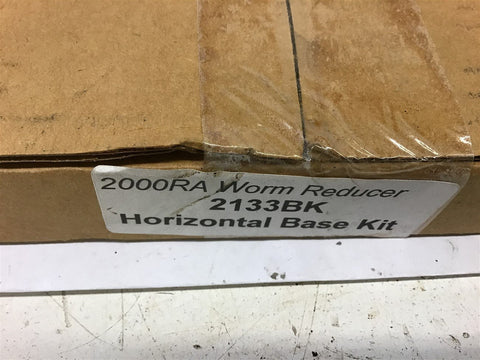 2000RA Worm Reducer
2133BK
Horizontal Base Kit